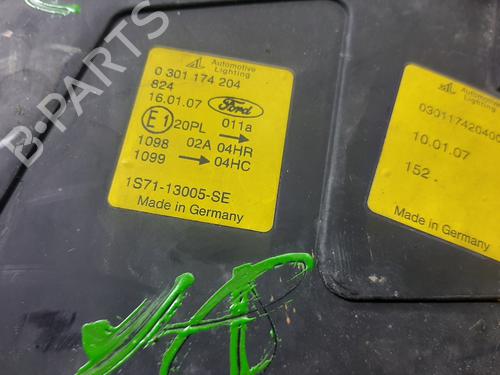 B-PARTS
Automotive
Lighting
0 301 174 204
824
16.01.07
Ford
E1
20PL
011a
1098
02A 04HR
1099
04HC
1S71-13005-SE
Made in Germany
Automotive
Lighting
10.01.07
152
Made in Germany